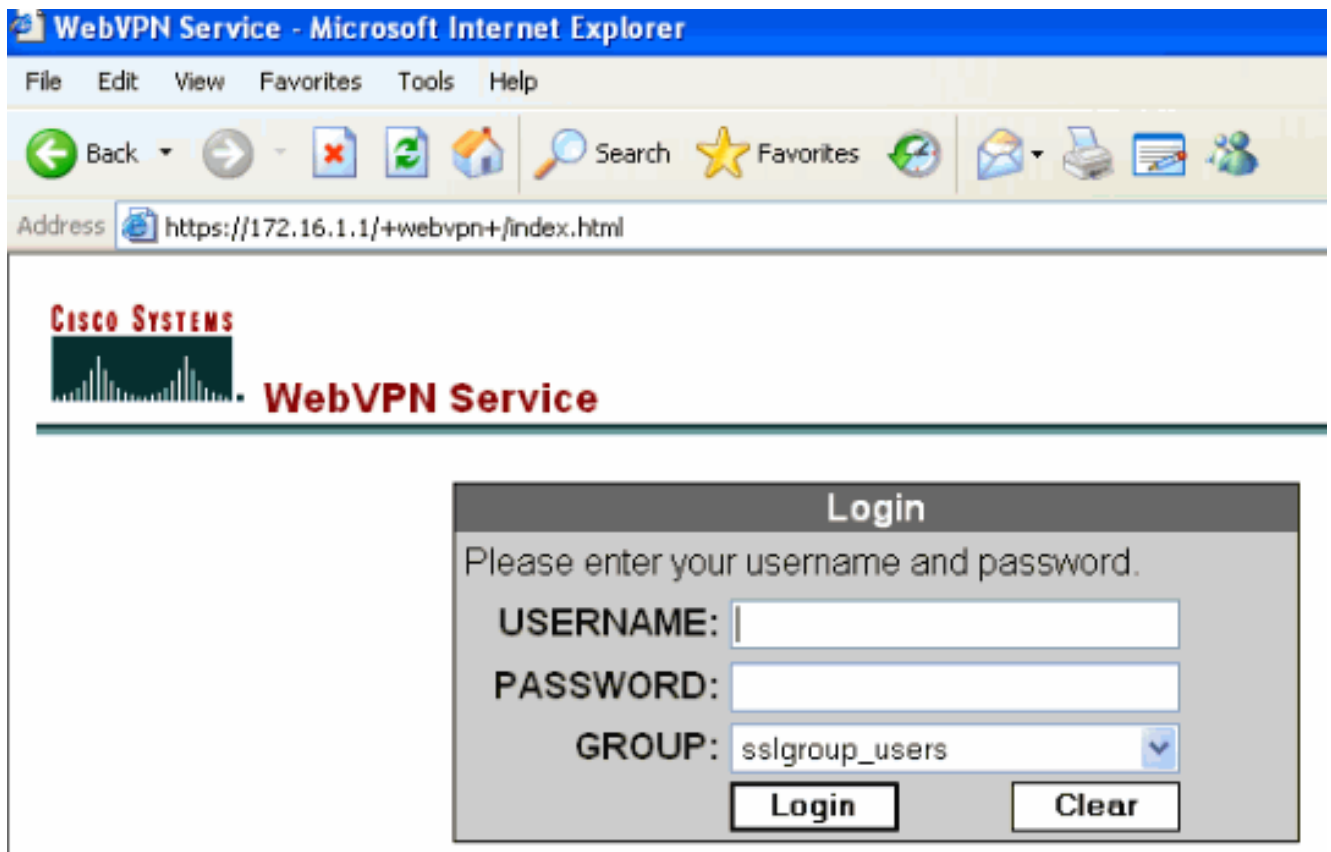 WebVPN Service - Microsoft Internet Explorer
File Edit View Favorites Tools Help
Back Search Favorites
Address https://172.16.1.1/+webvpn+/index.html
CISCO SYSTEMS
WebVPN Service
Login
Please enter your username and password.
USERNAME:
PASSWORD:
GROUP: sslgroup_users
Login Clear